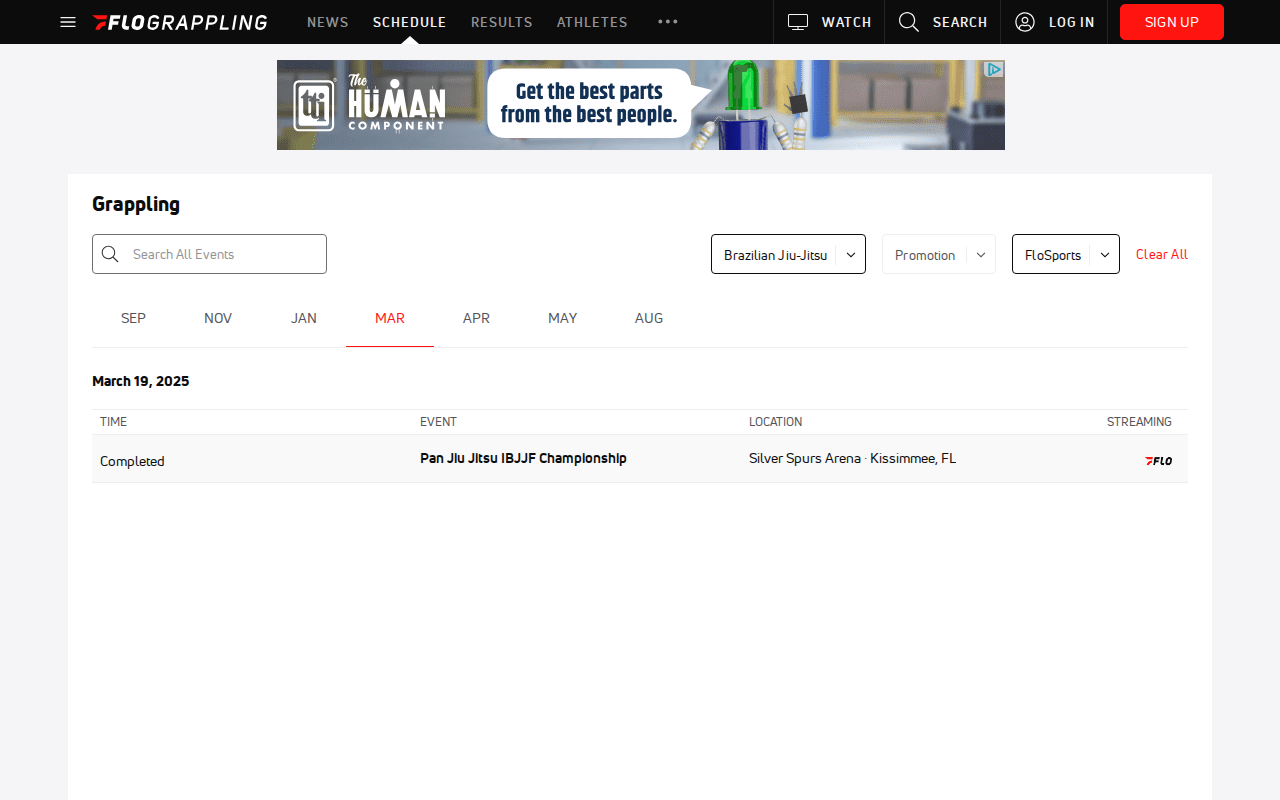 FLOGRAPPLING NEWS SCHEDULE RESULTS ATHLETES WATCH SEARCH LOG IN SIGN UP
ttj The HUMAN COMPONENT
Get the best parts
from the best people.
Grappling
Search All Events Brazilian Jiu-Jitsu Promotion FloSports Clear All
SEP NOV JAN MAR APR MAY AUG
March 19, 2025
TIME EVENT LOCATION STREAMING
Completed Pan Jiu Jitsu IBJJF Championship Silver Spurs Arena · Kissimmee, FL FLO